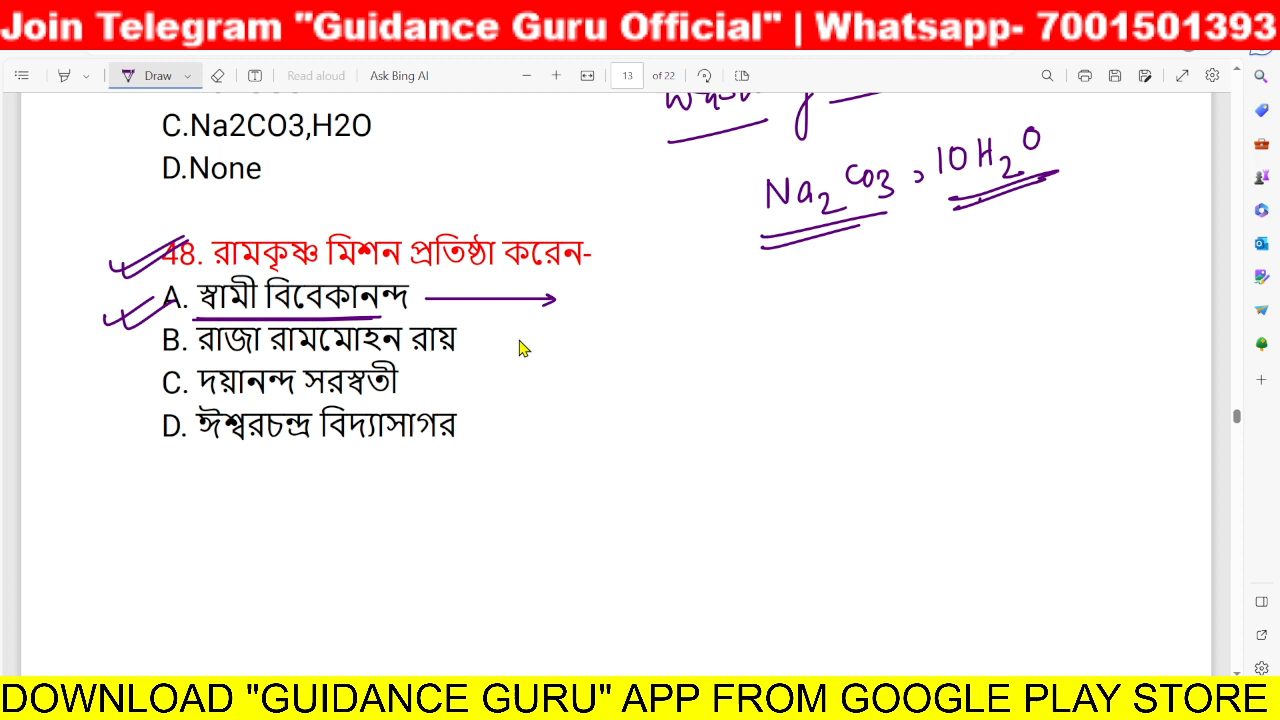 Join Telegram "Guidance Guru Official" | Whatsapp- 7001501393
Draw
Read aloud
Ask Bing AI
13
of 22
C.Na2CO3,H2O
D.None
Na2CO3, 10H2O
48. রামকৃষ্ণ মিশন প্রতিষ্ঠা করেন-
A. স্বামী বিবেকানন্দ
B. রাজা রামমোহন রায়
C. দয়ানন্দ সরস্বতী
D. ঈশ্বরচন্দ্র বিদ্যাসাগর
DOWNLOAD "GUIDANCE GURU" APP FROM GOOGLE PLAY STORE